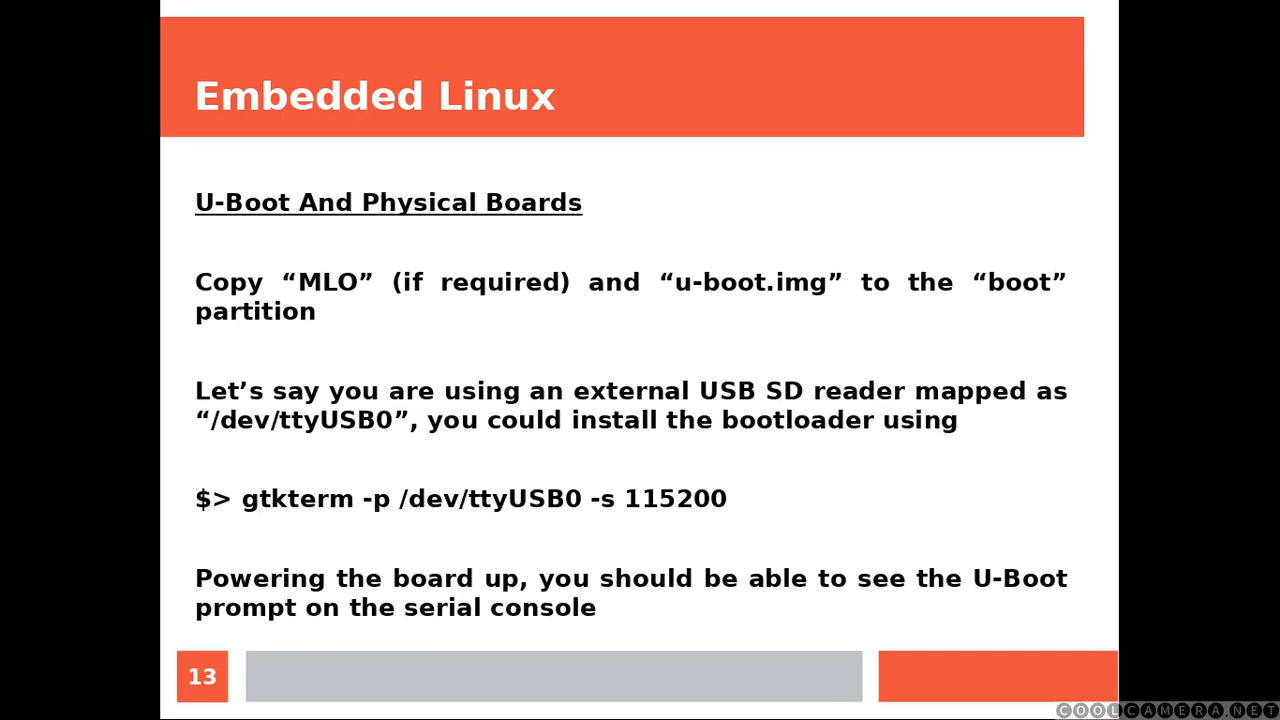 Embedded Linux
U-Boot And Physical Boards
Copy “MLO” (if required) and “u-boot.img” to the “boot”
partition
Let’s say you are using an external USB SD reader mapped as
“/dev/ttyUSB0”, you could install the bootloader using
$> gtkterm -p /dev/ttyUSB0 -s 115200
Powering the board up, you should be able to see the U-Boot
prompt on the serial console
13
COOLCAMERA.NET